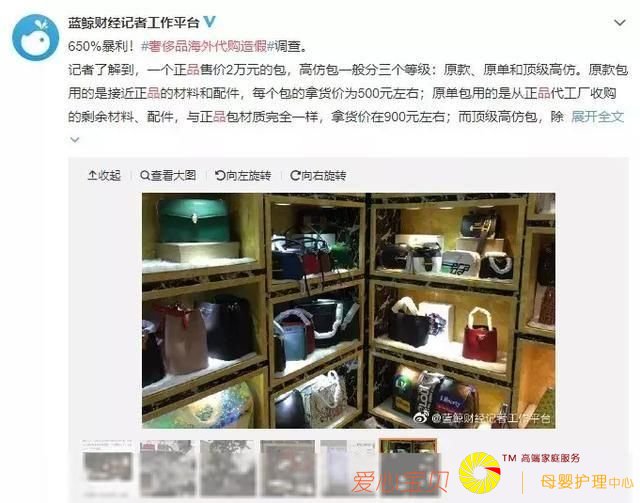 蓝鲸财经记者工作平台
650%暴利！#奢侈品海外代购造假#调查。
记者了解到，一个正品售价2万元的包，高仿包一般分三个等级：原款、原单和顶级高仿。原款包
用的是接近正品的材料和配件，每个包的拿货价为500元左右；原单包用的是从正品代工厂收购
的剩余材料、配件，与正品包材质完全一样，拿货价在900元左右；而顶级高仿包，除 展开全文
收起 查看大图 向左旋转 向右旋转
@蓝鲸财经记者工作平台
爱心宝贝
TM 高端家庭服务
母婴护理中心